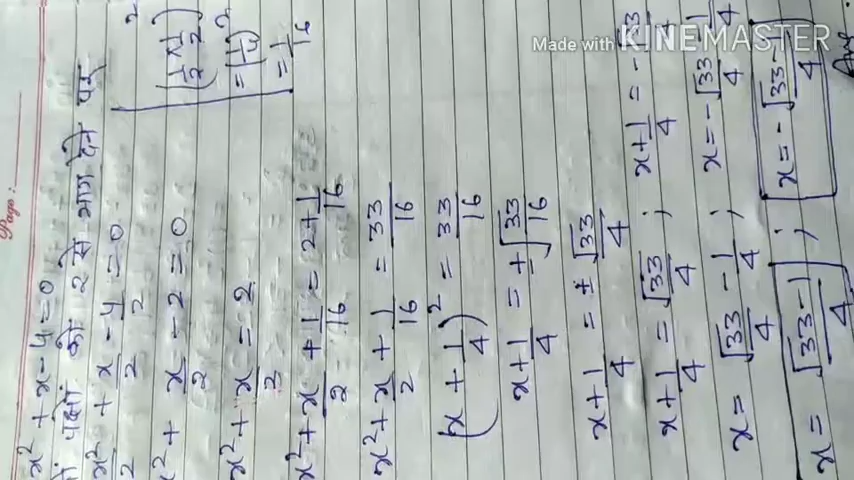 Page :
x² + x - 4 = 0
पक्षों को 2 से भाग देने पर
x²/2 + x/2 - 4/2 = 0
x² + x/2 - 2 = 0
x² + x/2 = 2
(1/2 × 1/2)²
= (1/4)²
= 1/16
x² + x/2 + 1/16 = 2 + 1/16
x² + x/2 + 1/16 = 33/16
(x + 1/4)² = 33/16
x + 1/4 = ±√33/16
x + 1/4 = ± √33/4
x + 1/4 = √33/4 ; x + 1/4 = -√33/4
x = √33/4 - 1/4 ; x = -√33/4 - 1/4
x = √33 - 1/4 ; x = -√33 - 1/4
Ans
Made with KINEMASTER